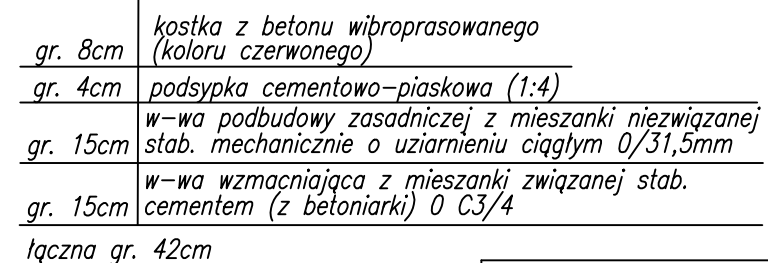 kostka z betonu wibroprasowanego
gr. 8cm (koloru czerwonego)
gr. 4cm podsypka cementowo-piaskowa (1:4)
w-wa podbudowy zasadniczej z mieszanki niezwiązanej
gr. 15cm stab. mechanicznie o uziarnieniu ciągłym 0/31,5mm
w-wa wzmacniająca z mieszanki związanej stab.
gr. 15cm cementem (z betoniarki) 0 C3/4
łączna gr. 42cm